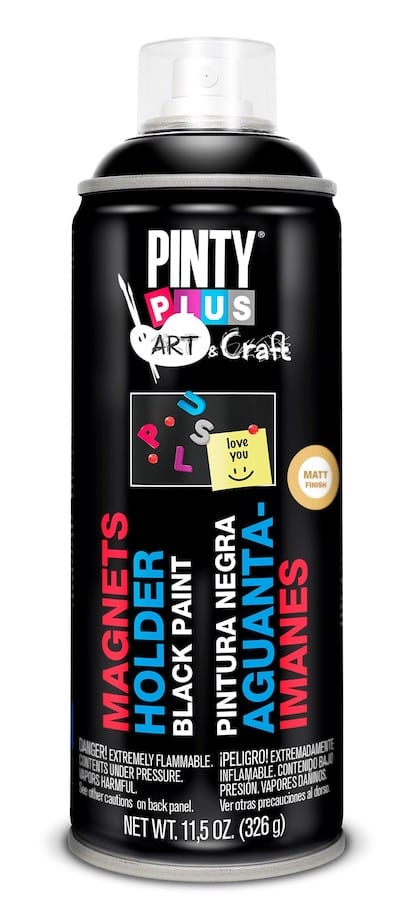 PINTY®
PLUS
ART & Craft
PLUS
love
you
MATT
FINISH
MAGNETS
HOLDER
BLACK PAINT
PINTURA NEGRA
AGUANTA-
IMANES
DANGER! EXTREMELY FLAMMABLE.
CONTENTS UNDER PRESSURE.
VAPORS HARMFUL.
See other cautions on back panel.
¡PELIGRO! EXTREMADAMENTE
INFLAMABLE. CONTENIDO BAJO
PRESIÓN. VAPORES DAÑINOS.
Ver otras precauciones al dorso.
NET WT. 11,5 OZ. (326 g)